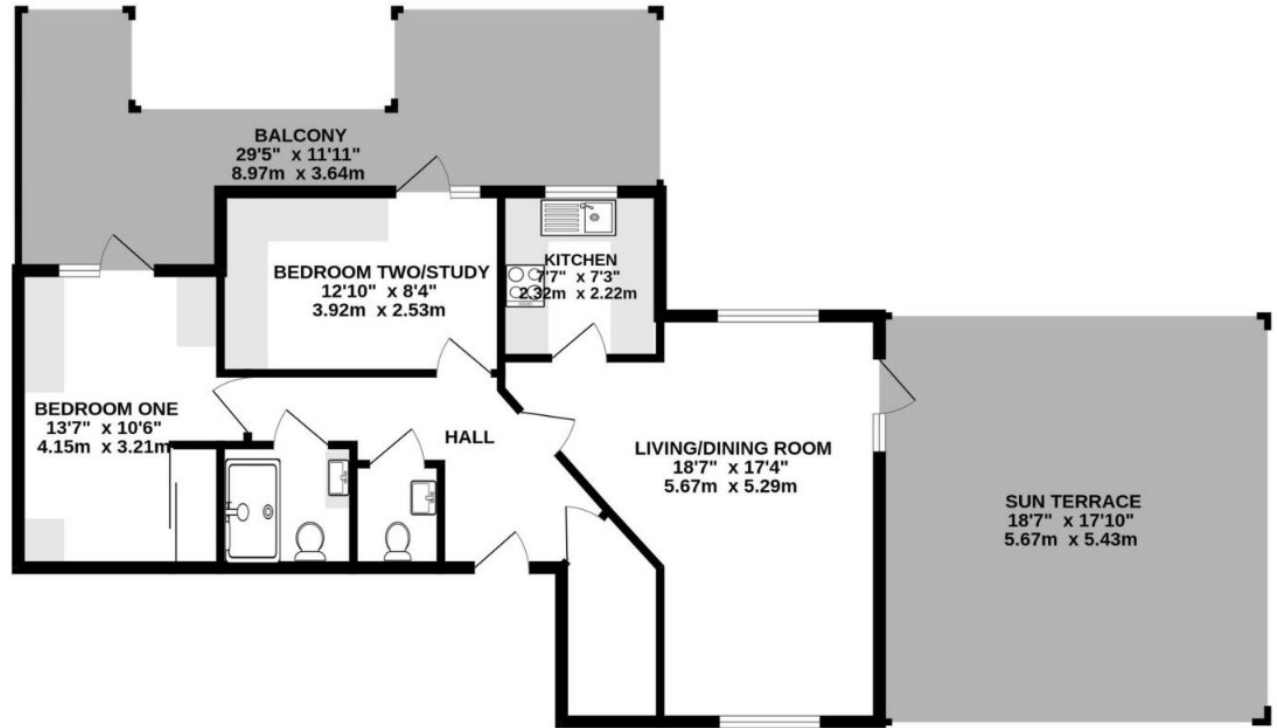 BALCONY
29'5" x 11'11"
8.97m x 3.64m
BEDROOM TWO/STUDY
12'10" x 8'4"
3.92m x 2.53m
KITCHEN
7'7" x 7'3"
2.32m x 2.22m
BEDROOM ONE
13'7" x 10'6"
4.15m x 3.21m
HALL
LIVING/DINING ROOM
18'7" x 17'4"
5.67m x 5.29m
SUN TERRACE
18'7" x 17'10"
5.67m x 5.43m